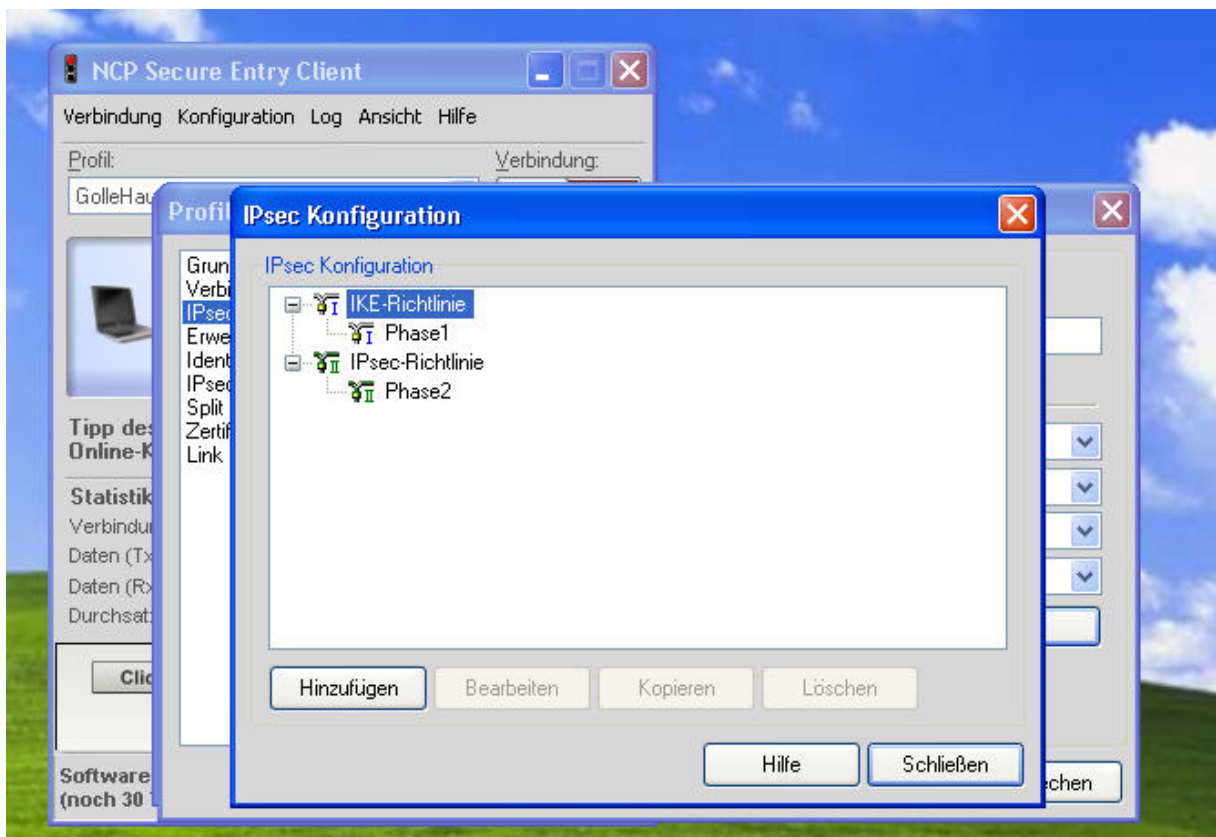 NCP Secure Entry Client
Verbindung Konfiguration Log Ansicht Hilfe
Profil: Verbindung:
GolleHau
Profil
IPsec Konfiguration
Grun
Verbi
IPsec
Erwe
Ident
IPsec
Split
Zertif
Link
IPsec Konfiguration
IKE-Richtlinie
Phase1
IPsec-Richtlinie
Phase2
Tipp des
Online-K
Statistik
Verbindu
Daten (Tx
Daten (Rx
Durchsatz
Clic
Hinzufügen Bearbeiten Kopieren Löschen
Hilfe Schließen
Software
(noch 30
chen